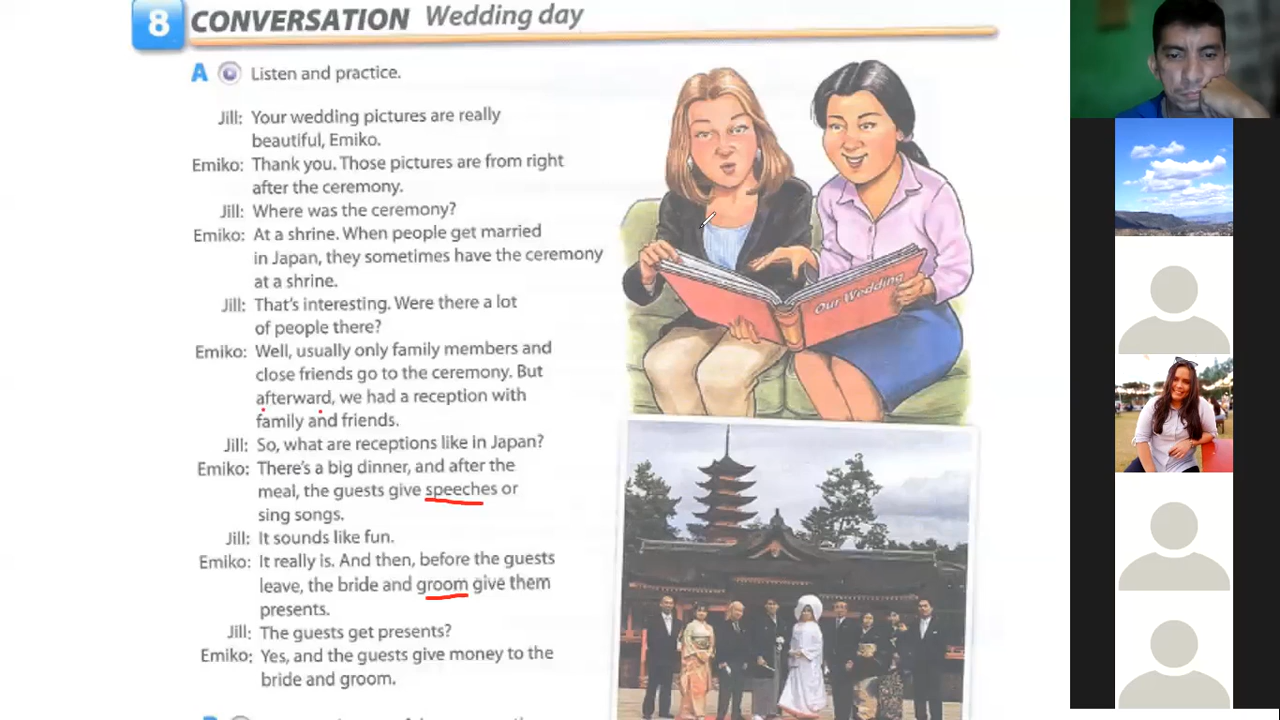 8 CONVERSATION Wedding day
A Listen and practice.
Jill: Your wedding pictures are really
beautiful, Emiko.
Emiko: Thank you. Those pictures are from right
after the ceremony.
Jill: Where was the ceremony?
Emiko: At a shrine. When people get married
in Japan, they sometimes have the ceremony
at a shrine.
Jill: That's interesting. Were there a lot
of people there?
Emiko: Well, usually only family members and
close friends go to the ceremony. But
afterward, we had a reception with
family and friends.
Jill: So, what are receptions like in Japan?
Emiko: There's a big dinner, and after the
meal, the guests give speeches or
sing songs.
Jill: It sounds like fun.
Emiko: It really is. And then, before the guests
leave, the bride and groom give them
presents.
Jill: The guests get presents?
Emiko: Yes, and the guests give money to the
bride and groom.
Our Wedding